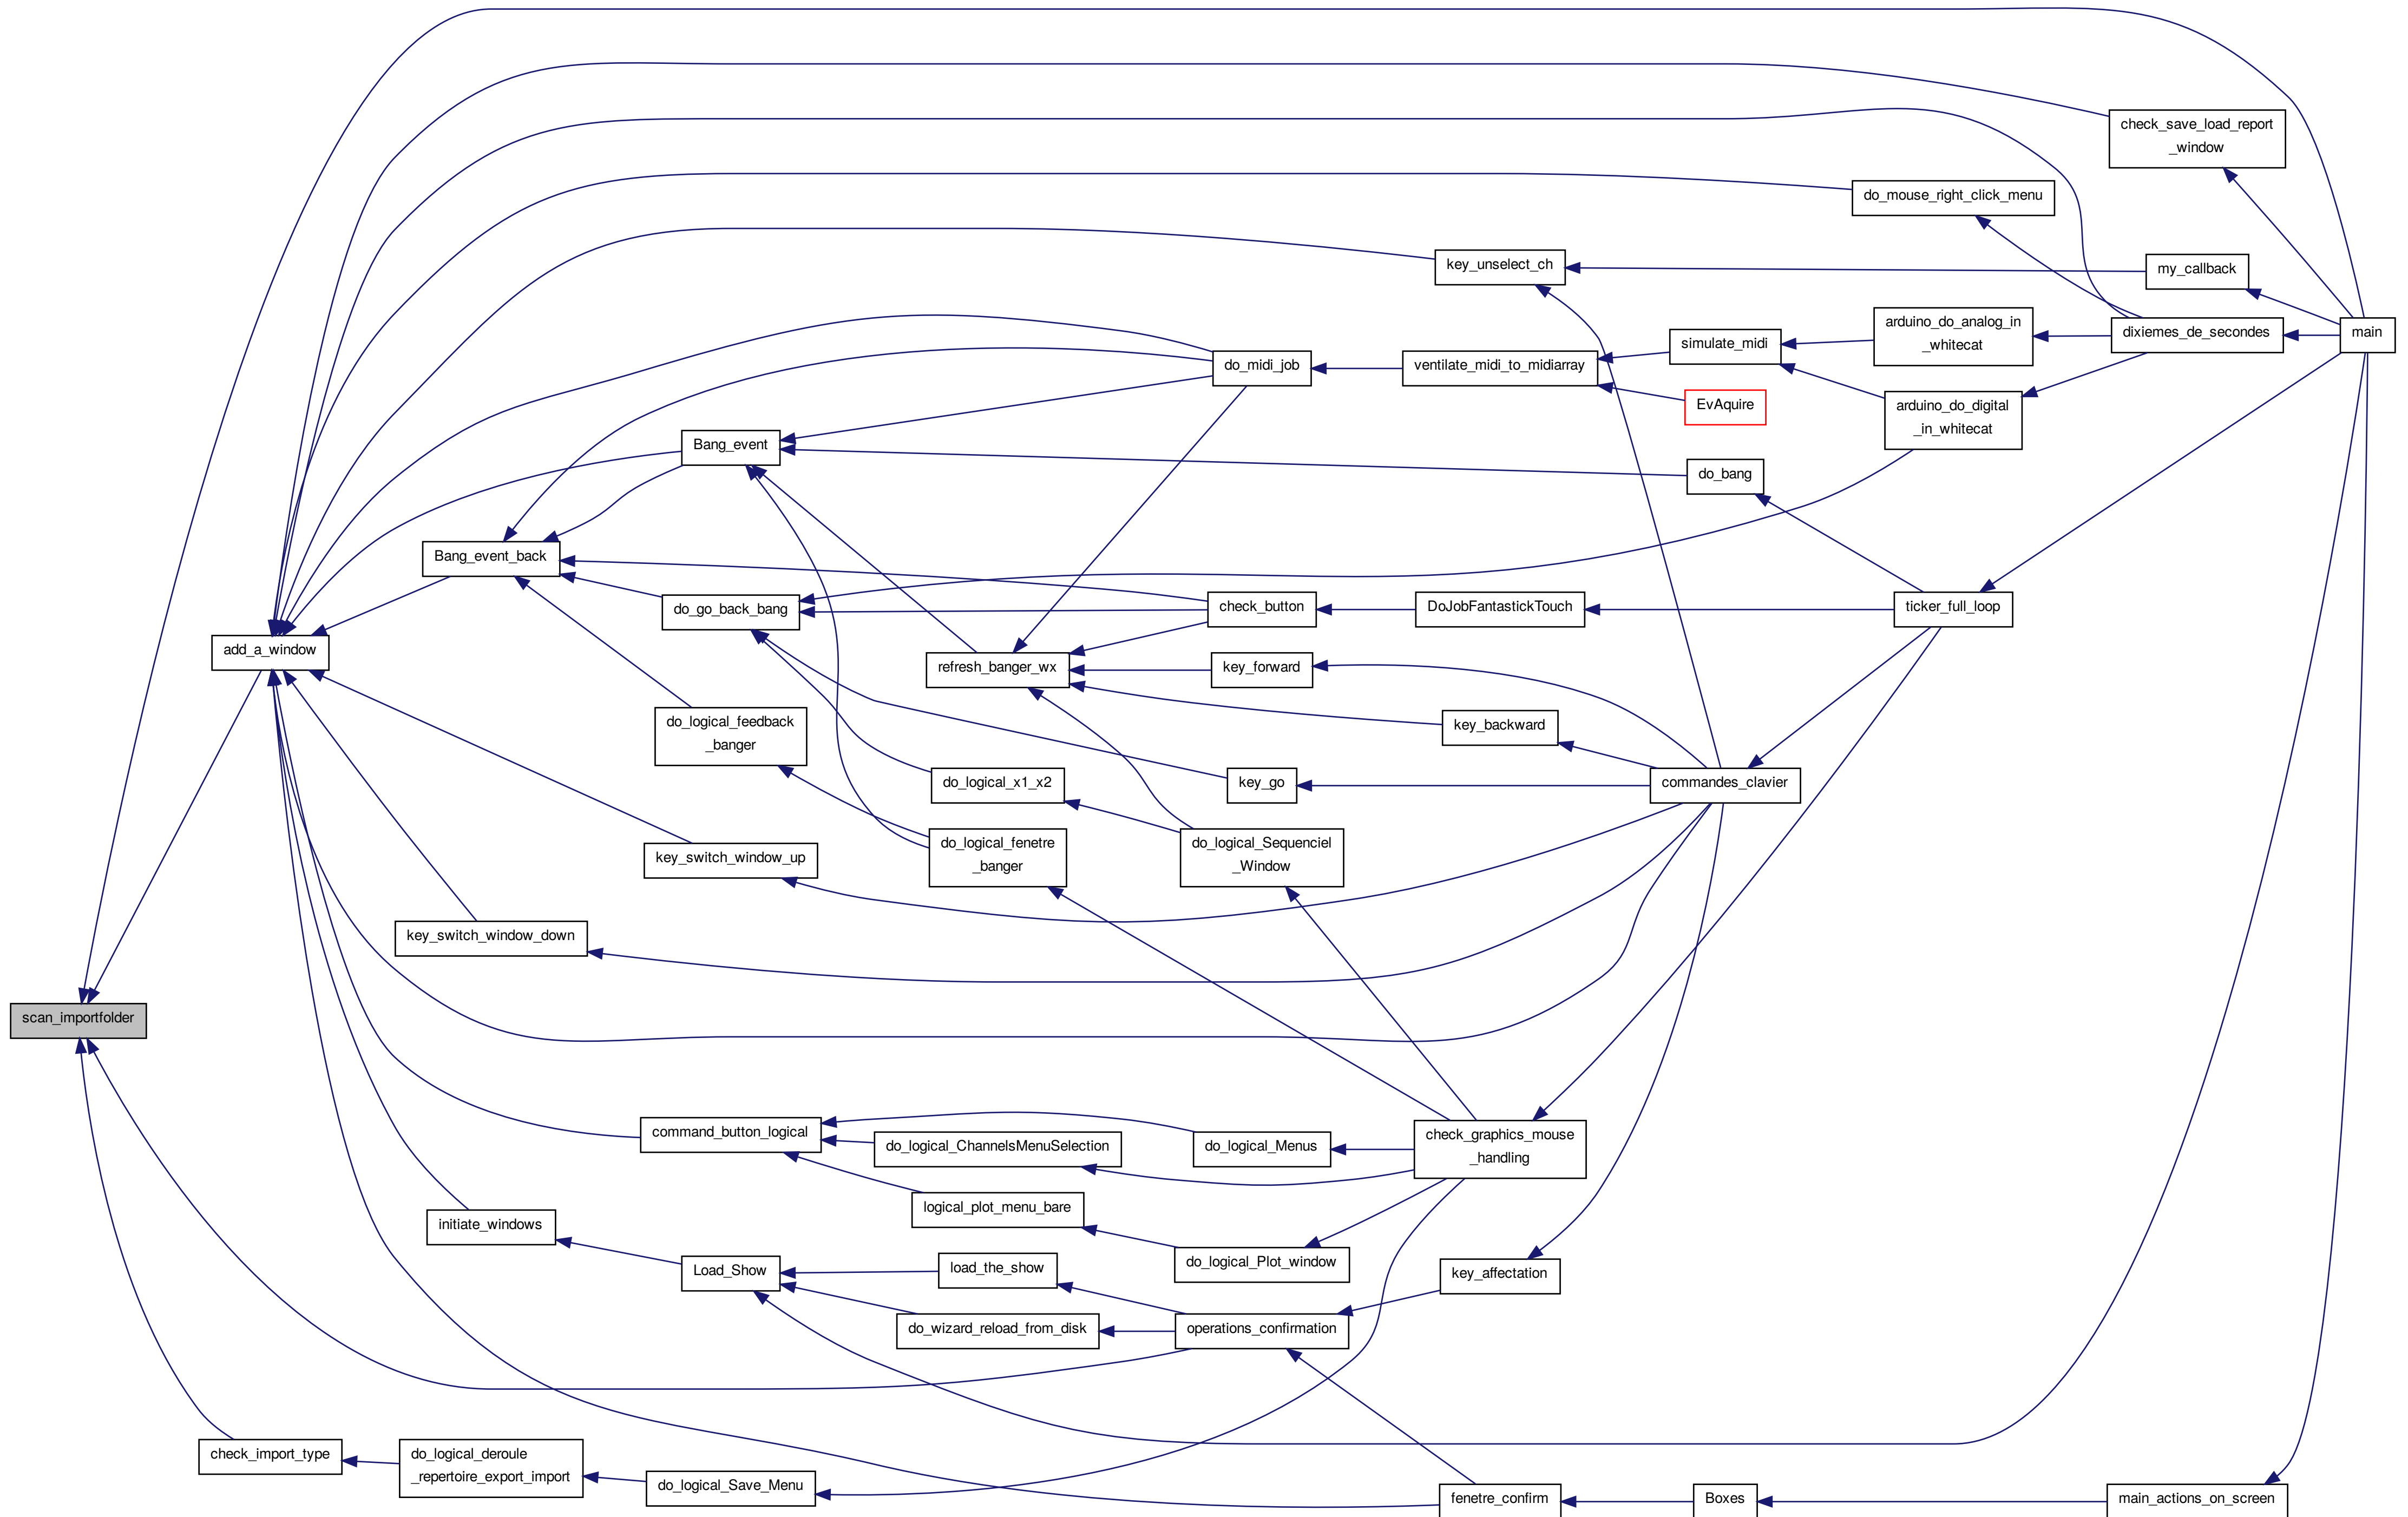 check_save_load_report
_window
do_mouse_right_click_menu
key_unselect_ch
my_callback
arduino_do_analog_in
_whitecat
dixiemes_de_secondes
main
simulate_midi
do_midi_job
ventilate_midi_to_midiarray
EvAquire
arduino_do_digital
_in_whitecat
Bang_event
do_bang
Bang_event_back
do_go_back_bang
check_button
DoJobFantastickTouch
ticker_full_loop
add_a_window
refresh_banger_wx
key_forward
do_logical_feedback
_banger
key_backward
do_logical_x1_x2
key_go
commandes_clavier
key_switch_window_up
do_logical_fenetre
_banger
do_logical_Sequenciel
_Window
key_switch_window_down
scan_importfolder
command_button_logical
do_logical_ChannelsMenuSelection
do_logical_Menus
check_graphics_mouse
_handling
logical_plot_menu_bare
initiate_windows
do_logical_Plot_window
Load_Show
load_the_show
key_affectation
do_wizard_reload_from_disk
operations_confirmation
check_import_type
do_logical_deroule
_repertoire_export_import
do_logical_Save_Menu
fenetre_confirm
Boxes
main_actions_on_screen